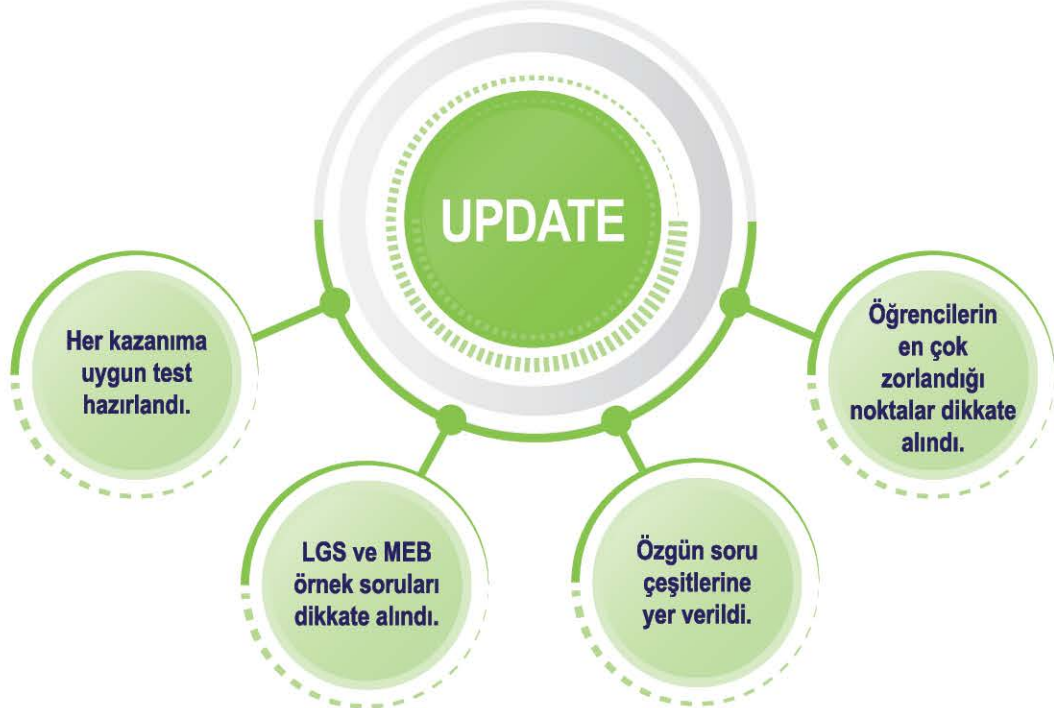 UPDATE
Her kazanıma
uygun test
hazırlandı.
LGS ve MEB
örnek soruları
dikkate alındı.
Özgün soru
çeşitlerine
yer verildi.
Öğrencilerin
en çok
zorlandığı
noktalar dikkate
alındı.